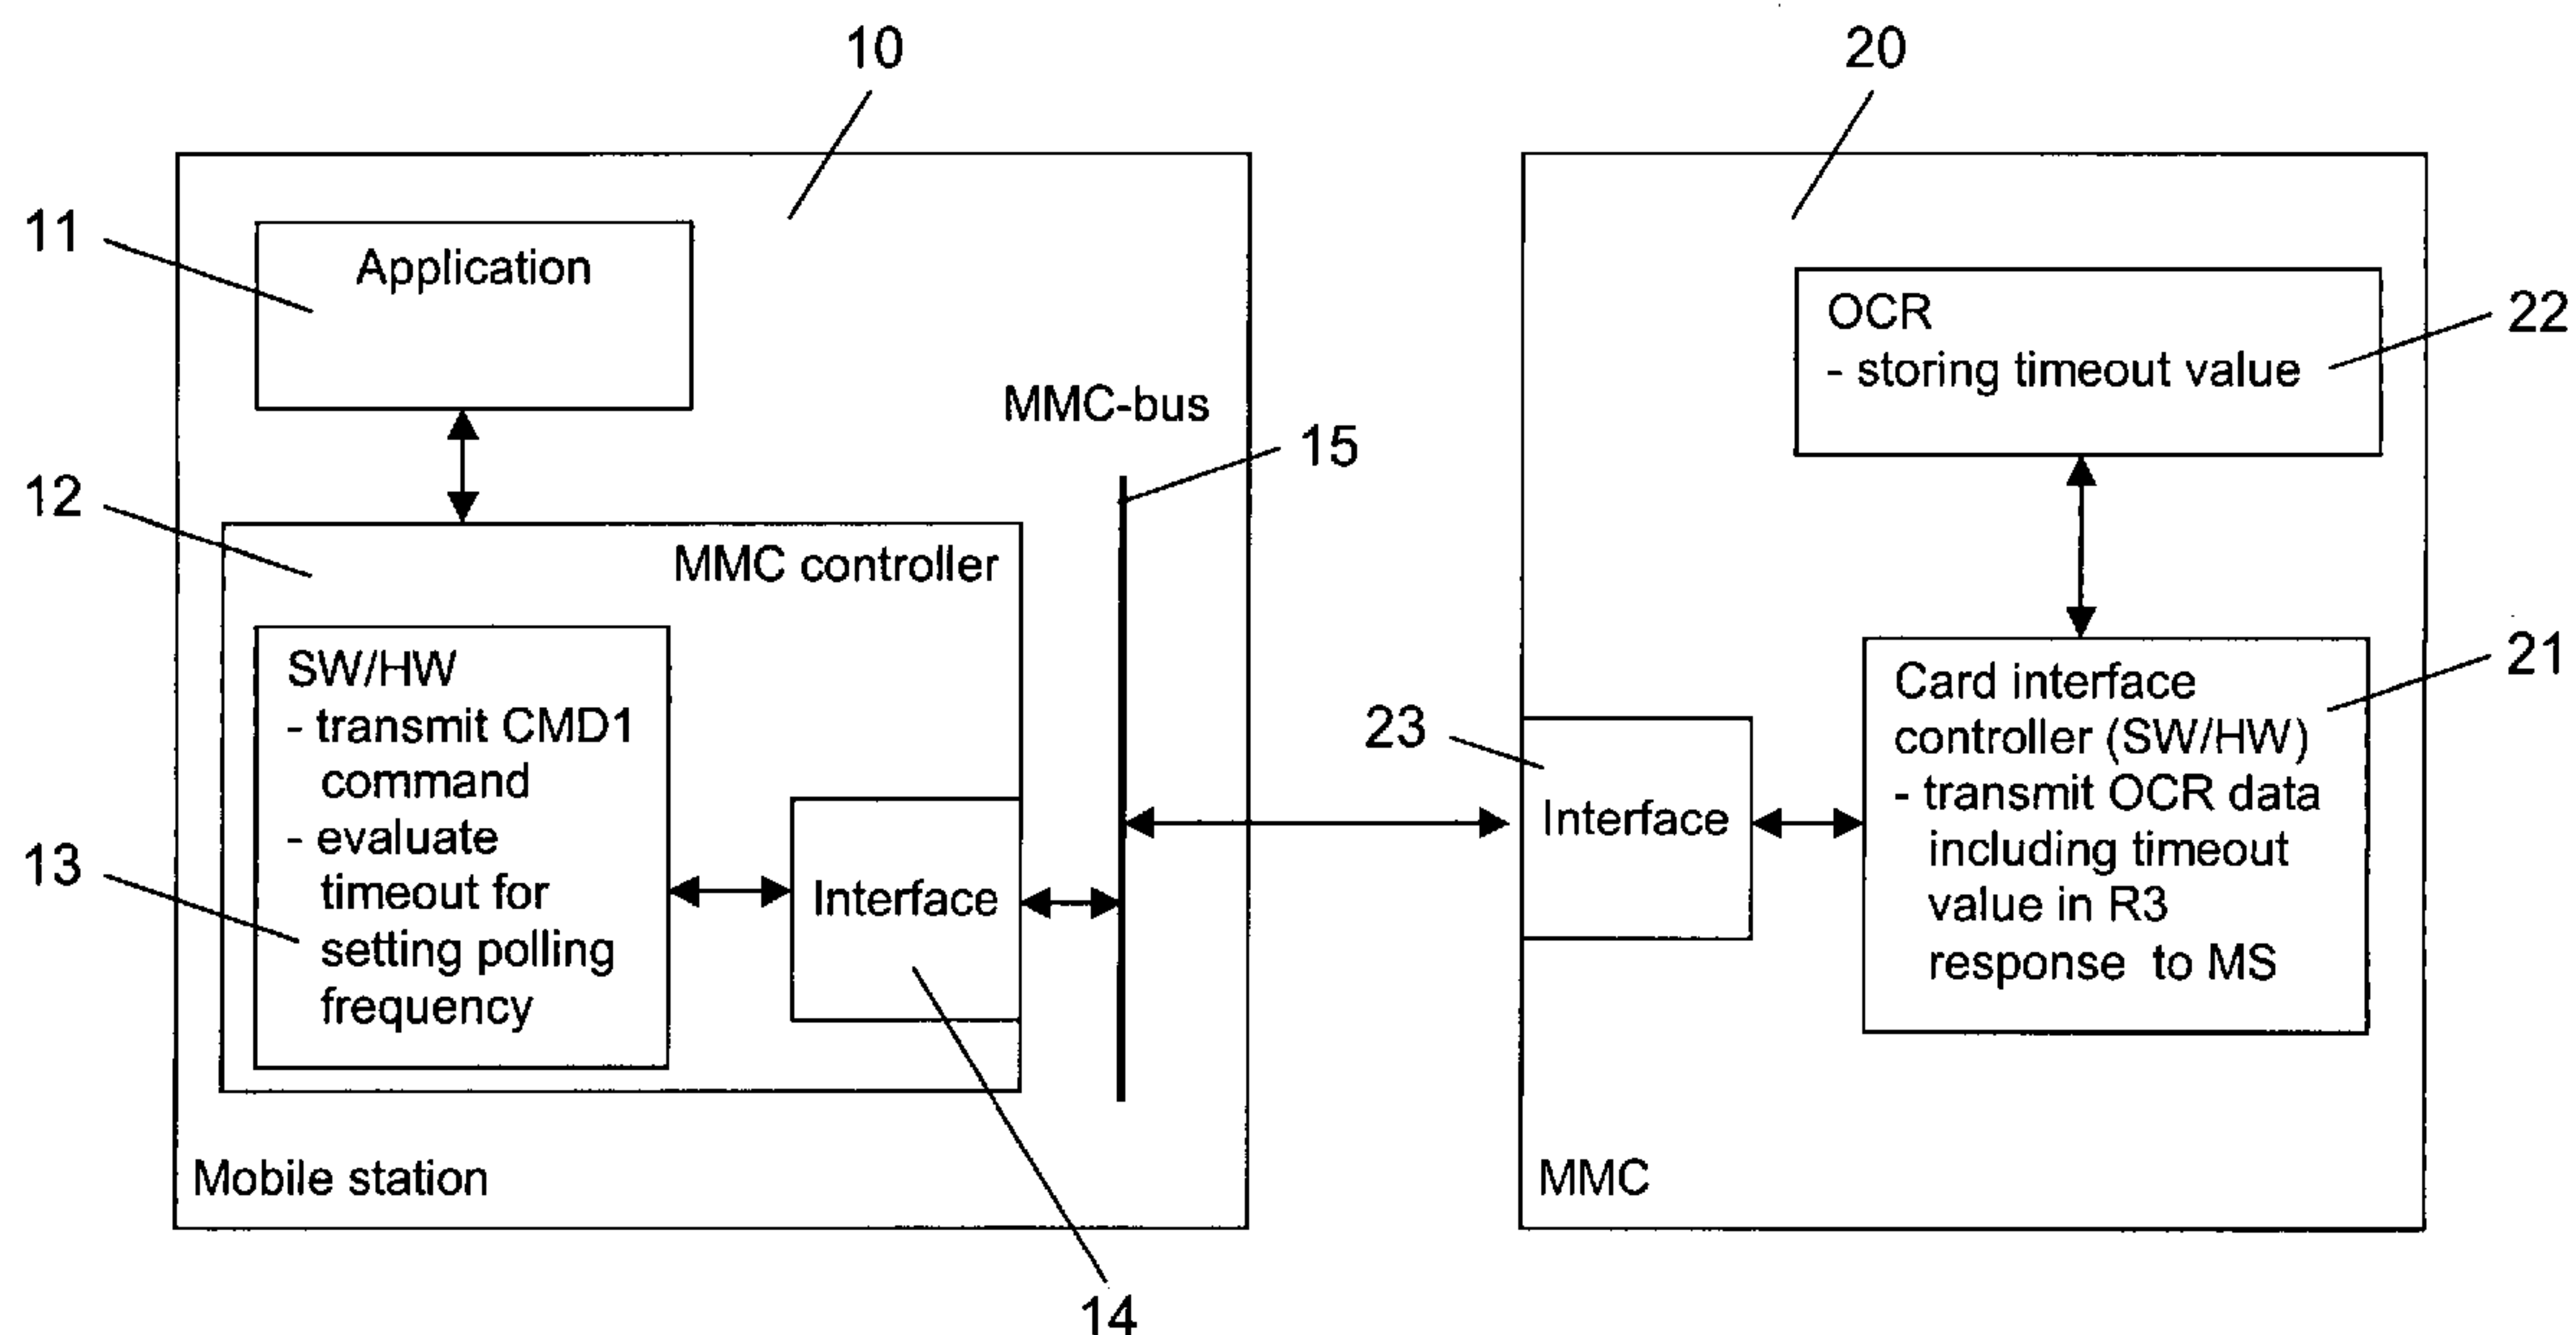 10
20
11
Application
OCR
- storing timeout value
22
MMC-bus
15
12
MMC controller
SW/HW
- transmit CMD1
command
- evaluate
timeout for
setting polling
frequency
13
Interface
14
Mobile station
23
Interface
Card interface
controller (SW/HW)
- transmit OCR data
including timeout
value in R3
response to MS
21
MMC